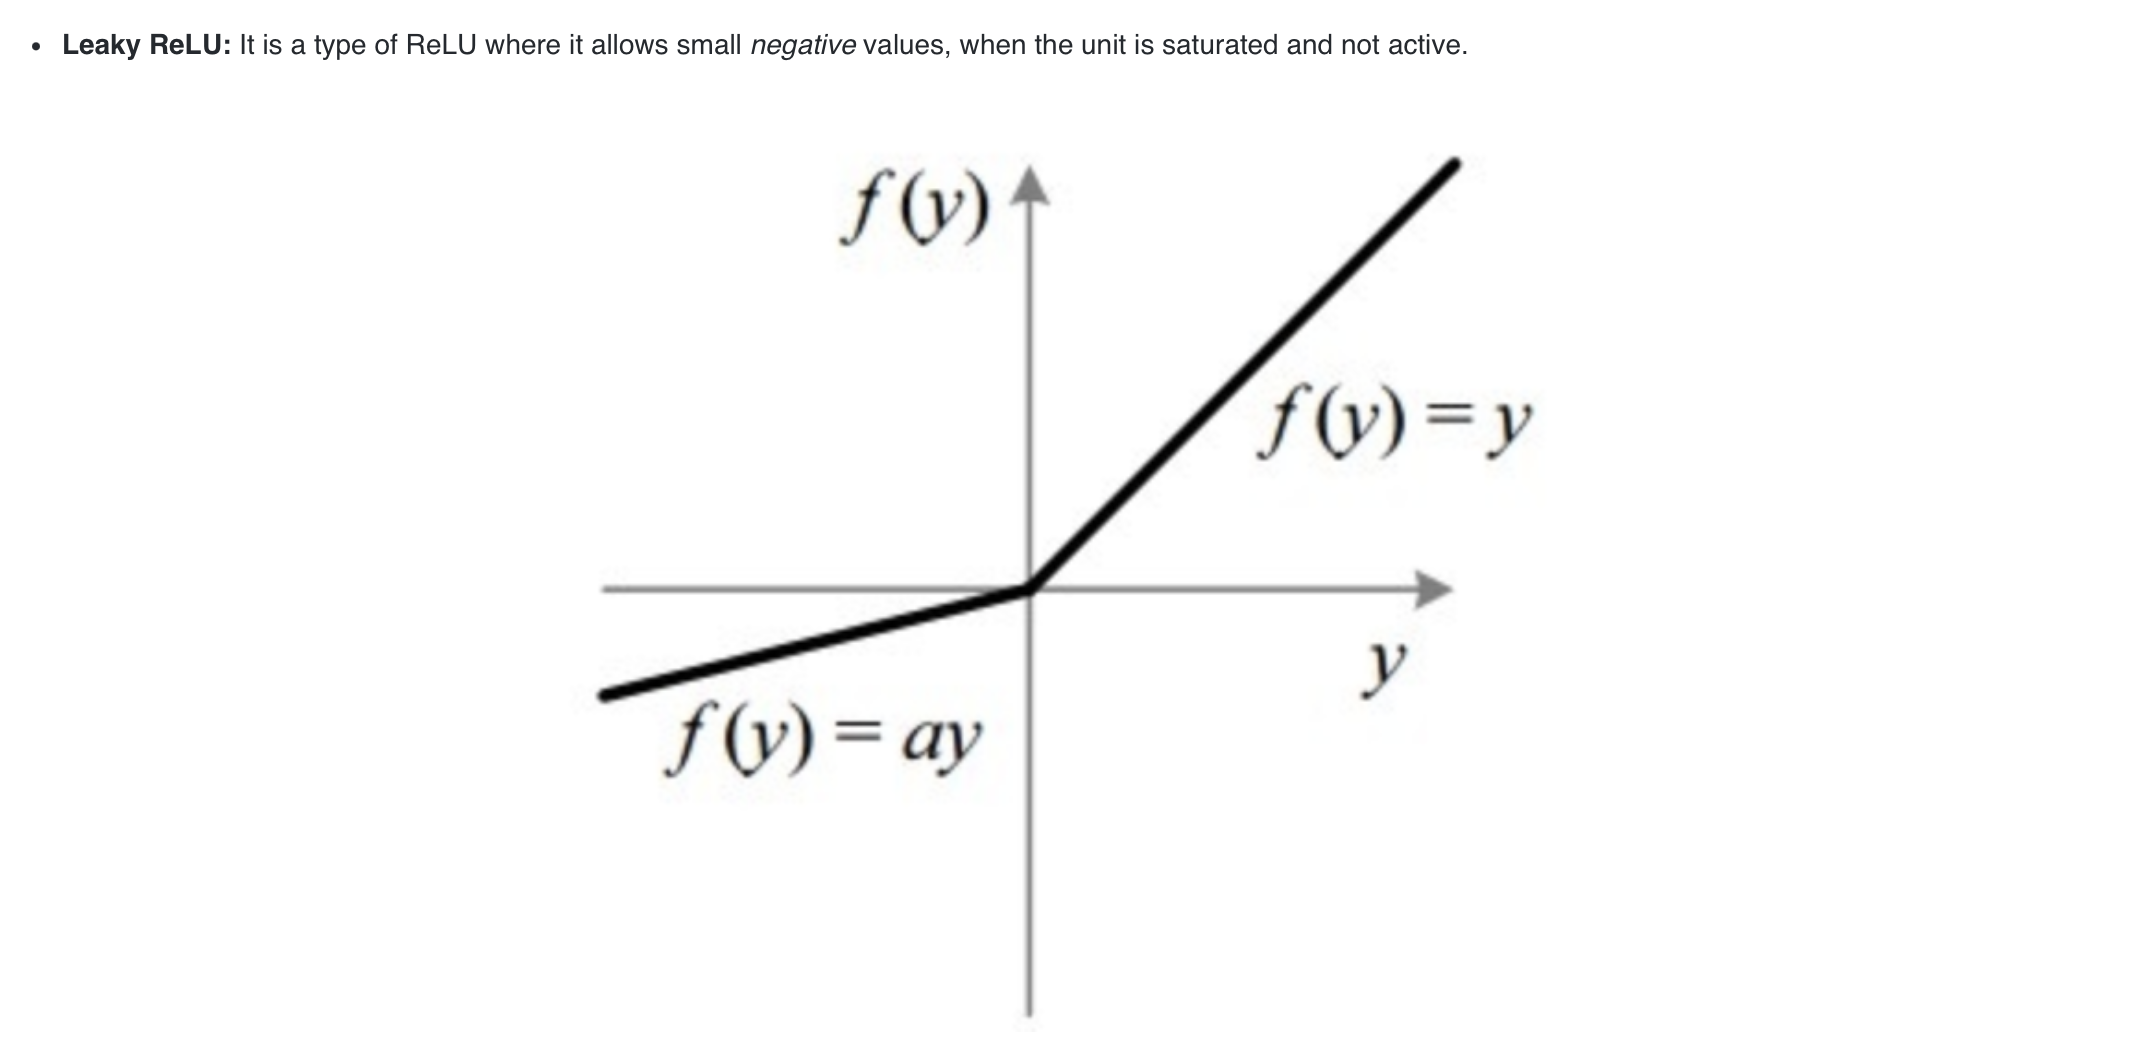 • Leaky ReLU: It is a type of ReLU where it allows small negative values, when the unit is saturated and not active.
f(y)
f(y) = y
y
f(y) = ay